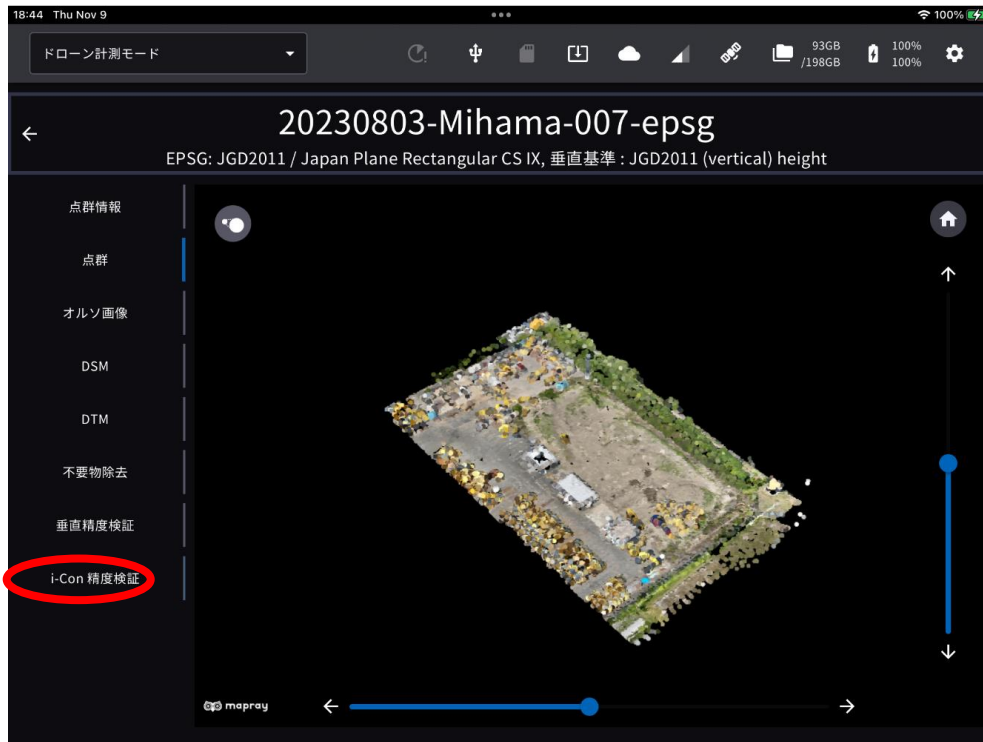 18:44 Thu Nov 9
100%
ドローン計測モード
93GB
/198GB
100%
100%
20230803-Mihama-007-epsg
EPSG: JGD2011 / Japan Plane Rectangular CS IX, 垂直基準 : JGD2011 (vertical) height
点群情報
点群
オルソ画像
DSM
DTM
不要物除去
垂直精度検証
i-Con 精度検証
mapray